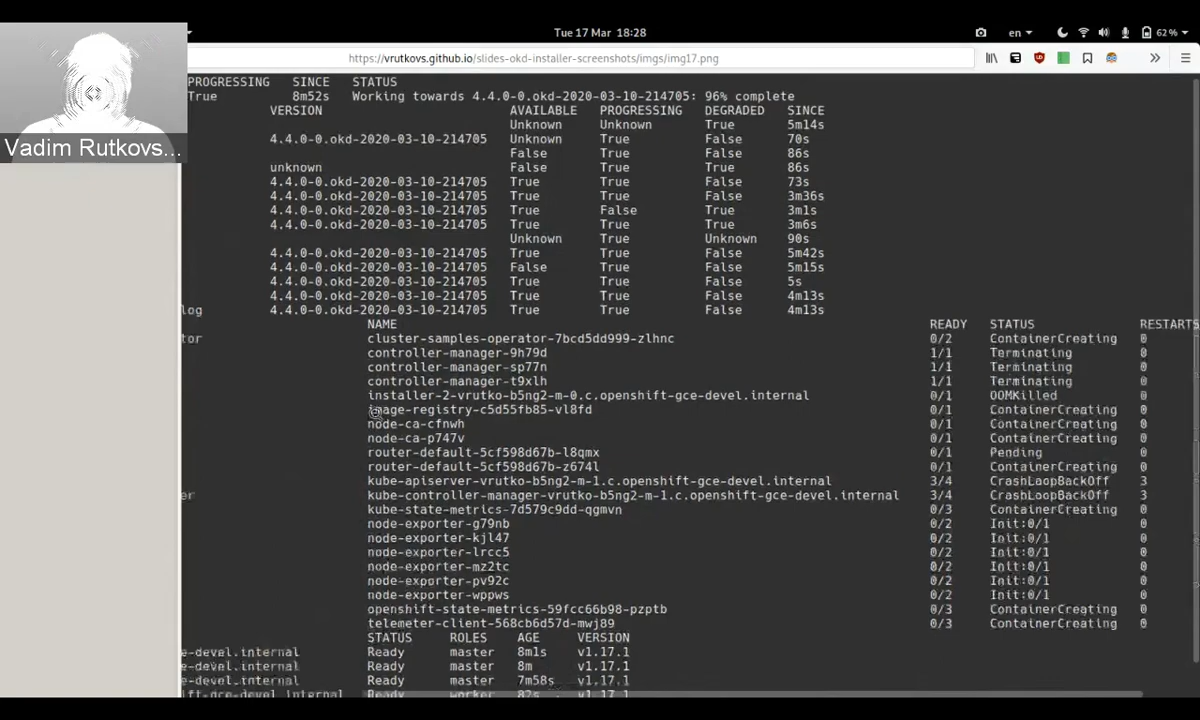 Tue 17 Mar 18:28
en
62%
https://vrutkovs.github.io/slides-okd-installer-screenshots/imgs/img17.png
Vadim Rutkovs...
PROGRESSING SINCE STATUS
True 8m52s Working towards 4.4.0-0.okd-2020-03-10-214705: 96% complete
VERSION AVAILABLE PROGRESSING DEGRADED SINCE
Unknown Unknown True 5m14s
4.4.0-0.okd-2020-03-10-214705 Unknown True False 70s
False True False 86s
unknown False True False 86s
4.4.0-0.okd-2020-03-10-214705 True True False 73s
4.4.0-0.okd-2020-03-10-214705 True True False 3m36s
4.4.0-0.okd-2020-03-10-214705 True False True 3m1s
4.4.0-0.okd-2020-03-10-214705 True True False 3m6s
Unknown True Unknown 90s
4.4.0-0.okd-2020-03-10-214705 True True False 5m42s
4.4.0-0.okd-2020-03-10-214705 False True False 5m15s
4.4.0-0.okd-2020-03-10-214705 True True False 5s
4.4.0-0.okd-2020-03-10-214705 True True False 4m13s
log 4.4.0-0.okd-2020-03-10-214705 True True False 4m13s
NAME READY STATUS RESTARTS
tor cluster-samples-operator-7bcd5dd999-zlhnc 0/2 ContainerCreating 0
controller-manager-9h79d 1/1 Terminating 0
controller-manager-sp77n 1/1 Terminating 0
controller-manager-t9xlh 1/1 Terminating 0
installer-2-vrutko-b5ng2-m-0.c.openshift-gce-devel.internal 0/1 OOMKilled 0
image-registry-c5d55fb85-vl8fd 0/1 ContainerCreating 0
node-ca-cfnwh 0/1 ContainerCreating 0
node-ca-p747v 0/1 ContainerCreating 0
router-default-5cf598d67b-l8qmx 0/1 Pending 0
router-default-5cf598d67b-z674l 0/1 ContainerCreating 0
kube-apiserver-vrutko-b5ng2-m-1.c.openshift-gce-devel.internal 3/4 CrashLoopBackOff 3
er kube-controller-manager-vrutko-b5ng2-m-1.c.openshift-gce-devel.internal 3/4 CrashLoopBackOff 3
kube-state-metrics-7d579c9dd-qgmvn 0/3 ContainerCreating 0
node-exporter-g79nb 0/2 Init:0/1 0
node-exporter-kjl47 0/2 Init:0/1 0
node-exporter-lrcc5 0/2 Init:0/1 0
node-exporter-mz2tc 0/2 Init:0/1 0
node-exporter-pv92c 0/2 Init:0/1 0
node-exporter-wppws 0/2 Init:0/1 0
openshift-state-metrics-59fcc66b98-pzptb 0/3 ContainerCreating 0
telemeter-client-568cb6d57d-mwj89 0/3 ContainerCreating 0
STATUS ROLES AGE VERSION
e-devel.internal Ready master 8m1s v1.17.1
e-devel.internal Ready master 8m v1.17.1
e-devel.internal Ready master 7m58s v1.17.1
ift-gce-devel.internal Ready worker 82s v1.17.1